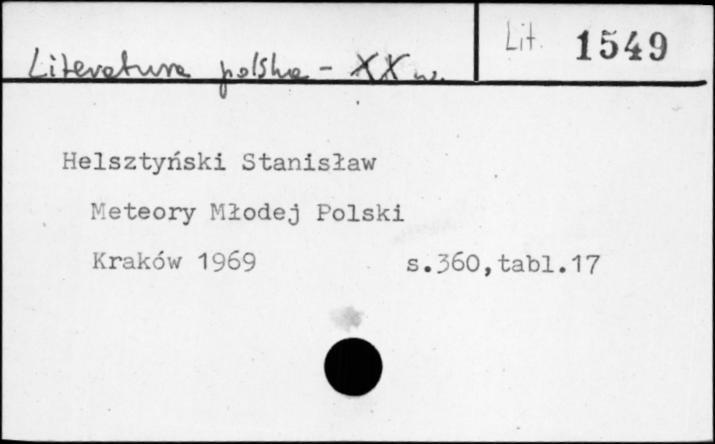 Literatura polska - XX w.
Lit. 1549
Helsztyński Stanisław
Meteory Młodej Polski
Kraków 1969 s.360,tabl.17